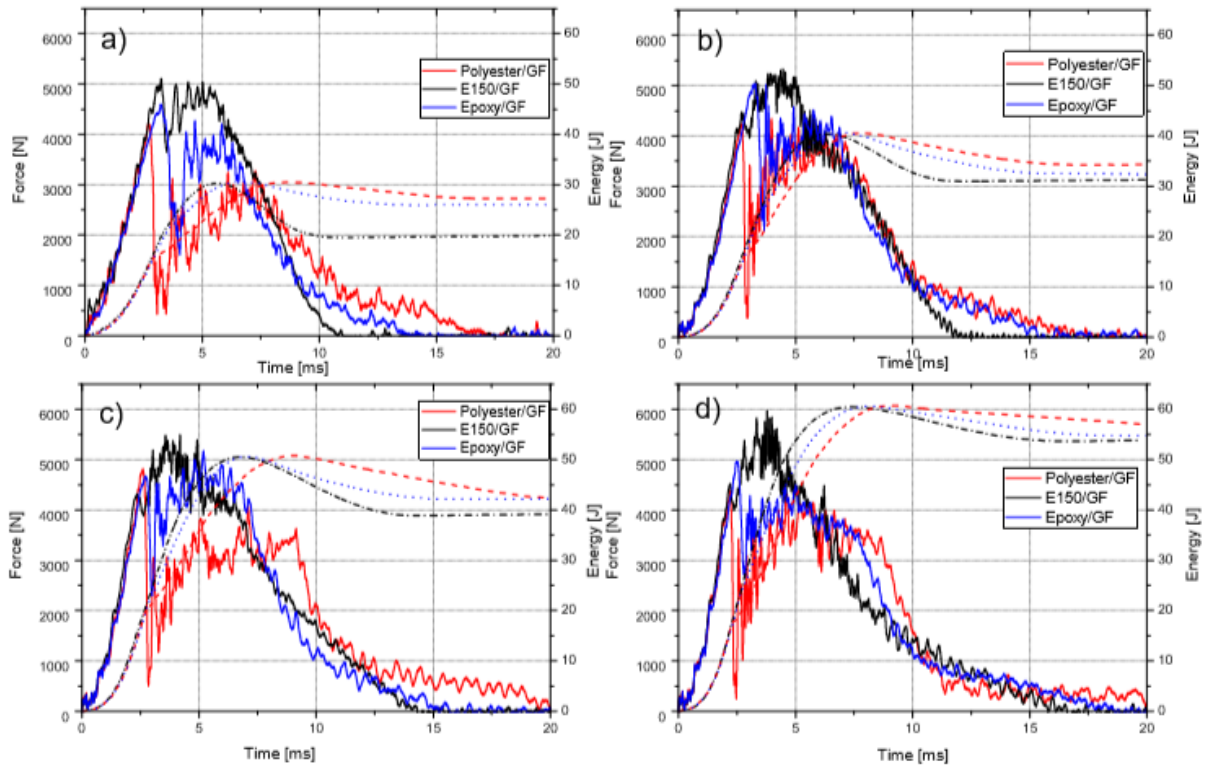 a)
Polyester/GF
E150/GF
Epoxy/GF
Force [N]
Energy [J]
Time [ms]
0
1000
2000
3000
4000
5000
6000
0
10
20
30
40
50
60
0
5
10
15
20
b)
Polyester/GF
E150/GF
Epoxy/GF
Force [N]
Energy [J]
Time [ms]
0
1000
2000
3000
4000
5000
6000
0
10
20
30
40
50
60
0
5
10
15
20
c)
Polyester/GF
E150/GF
Epoxy/GF
Force [N]
Energy [J]
Time [ms]
0
1000
2000
3000
4000
5000
6000
0
10
20
30
40
50
60
0
5
10
15
20
d)
Polyester/GF
E150/GF
Epoxy/GF
Force [N]
Energy [J]
Time [ms]
0
1000
2000
3000
4000
5000
6000
0
10
20
30
40
50
60
0
5
10
15
20